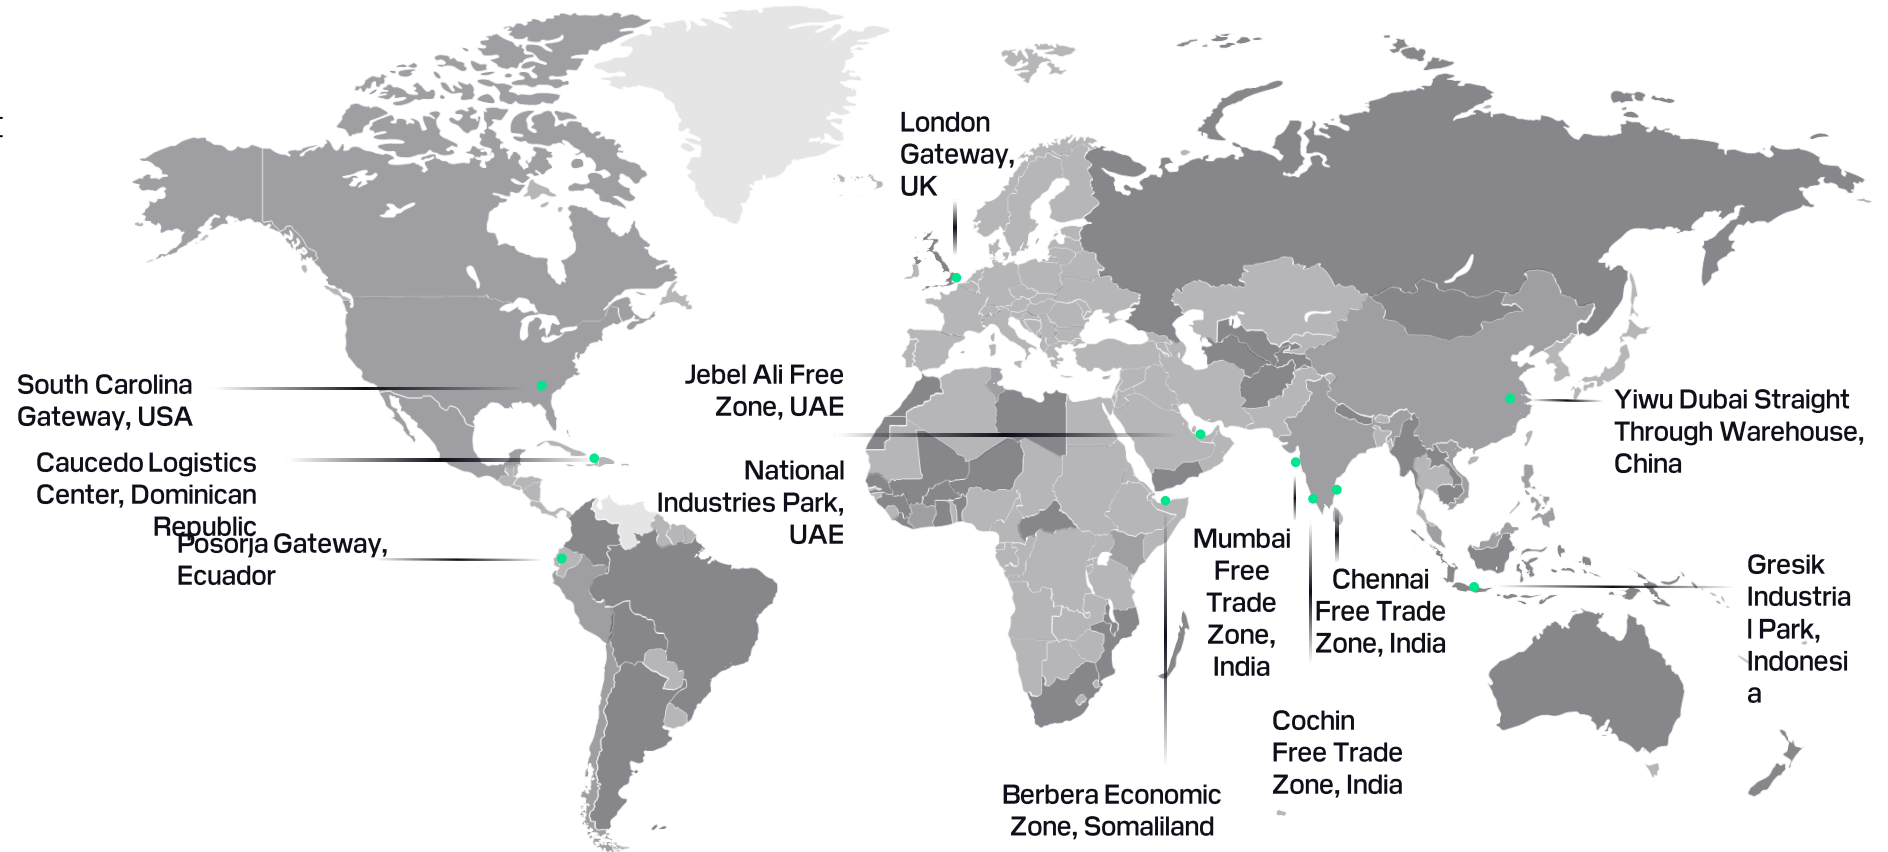 London
Gateway,
UK
South Carolina
Gateway, USA
Jebel Ali Free
Zone, UAE
Yiwu Dubai Straight
Through Warehouse,
China
Caucedo Logistics
Center, Dominican
Republic
National
Industries Park,
UAE
Posorja Gateway,
Ecuador
Mumbai
Free
Trade
Zone,
India
Chennai
Free Trade
Zone, India
Gresik
Industria
l Park,
Indonesi
a
Cochin
Free Trade
Zone, India
Berbera Economic
Zone, Somaliland